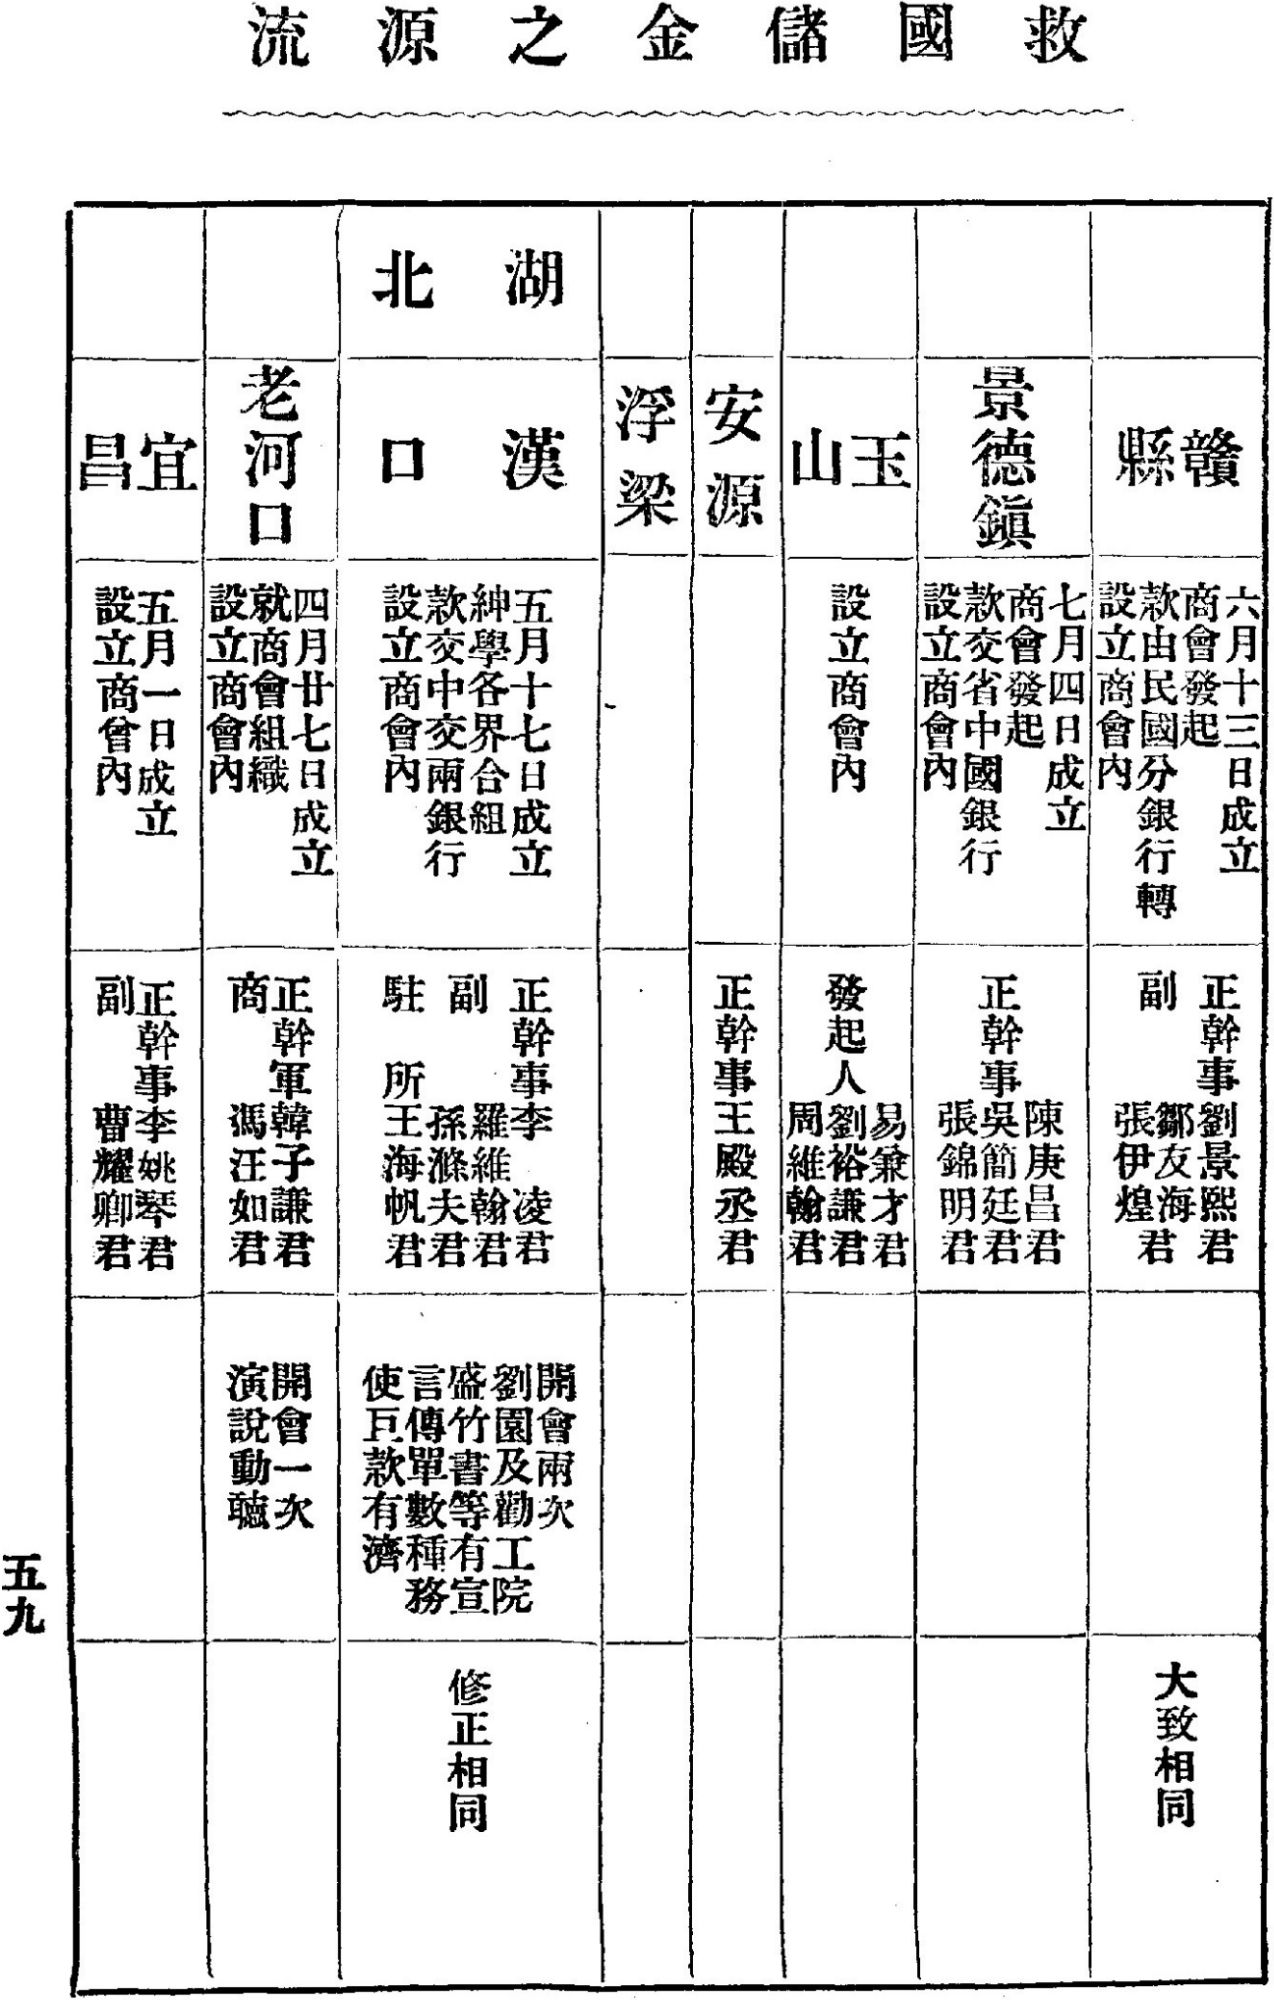 救國儲金之源流
贛縣
六月十三日成立
商會發起
款由民國分銀行轉
設立商會內
正幹事劉景熙君
副
鄒友海君
張伊煌
大致相同
景德鎮
七月四日成立
商會發起
款交省中國銀行
設立商會內
陳庚昌君
正幹事吳簡廷君
張錦明君
玉山
設立商會內
易兼才君
發起人劉裕謙君
周維翰君
安源
正幹事王殿丞君
浮梁
湖北
漢口
五月十七日成立
紳學各界合組
款交中交兩銀行
設立商會內
正幹事李凌君
副羅維翰君
孫滌夫君
駐所王海帆君
開會兩次
劉園及勸工院
盛竹書等有宣
言傳單數種務
使巨款有濟
修正相同
老河口
四月廿七日成立
就商會組織
設立商會內
正幹軍韓子謙君
商馮汪如君
開會一次
演說動聽
宜昌
五月一日成立
設立商會內
正幹事李姚琴君
副曹耀卿君
五九